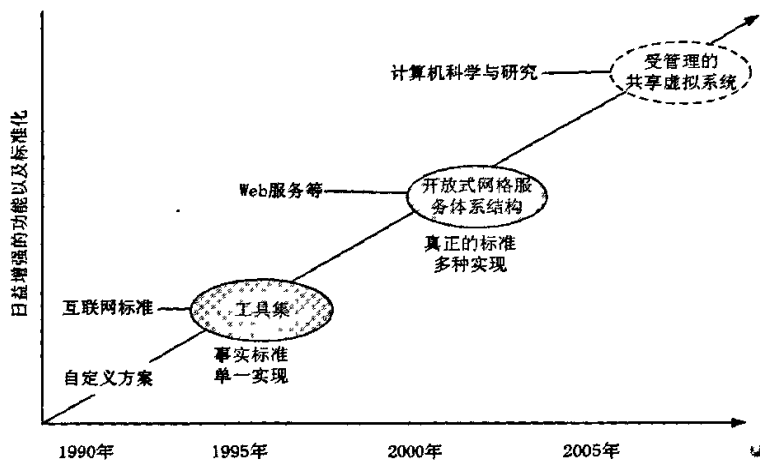 日益增强的功能以及标准化
受管理的
共享虚拟系统
计算机科学与研究
Web服务等
开放式网格服
务体系结构
真正的标准
多种实现
互联网标准
工具集
事实标准
单一实现
自定义方案
1990年
1995年
2000年
2005年